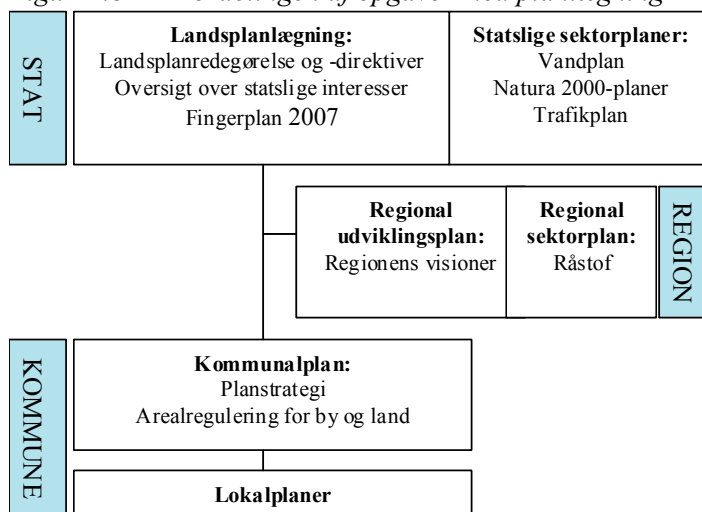 STAT
Landsplanlægning:
Landsplanredegørelse og -direktiver
Oversigt over statslige interesser
Fingerplan 2007
Statslige sektorplaner:
Vandplan
Natura 2000-planer
Trafikplan
Regional
udviklingsplan:
Regionens visioner
Regional
sektorplan:
Råstof
REGION
KOMMUNE
Kommunalplan:
Planstrategi
Arealregulering for by og land
Lokalplaner